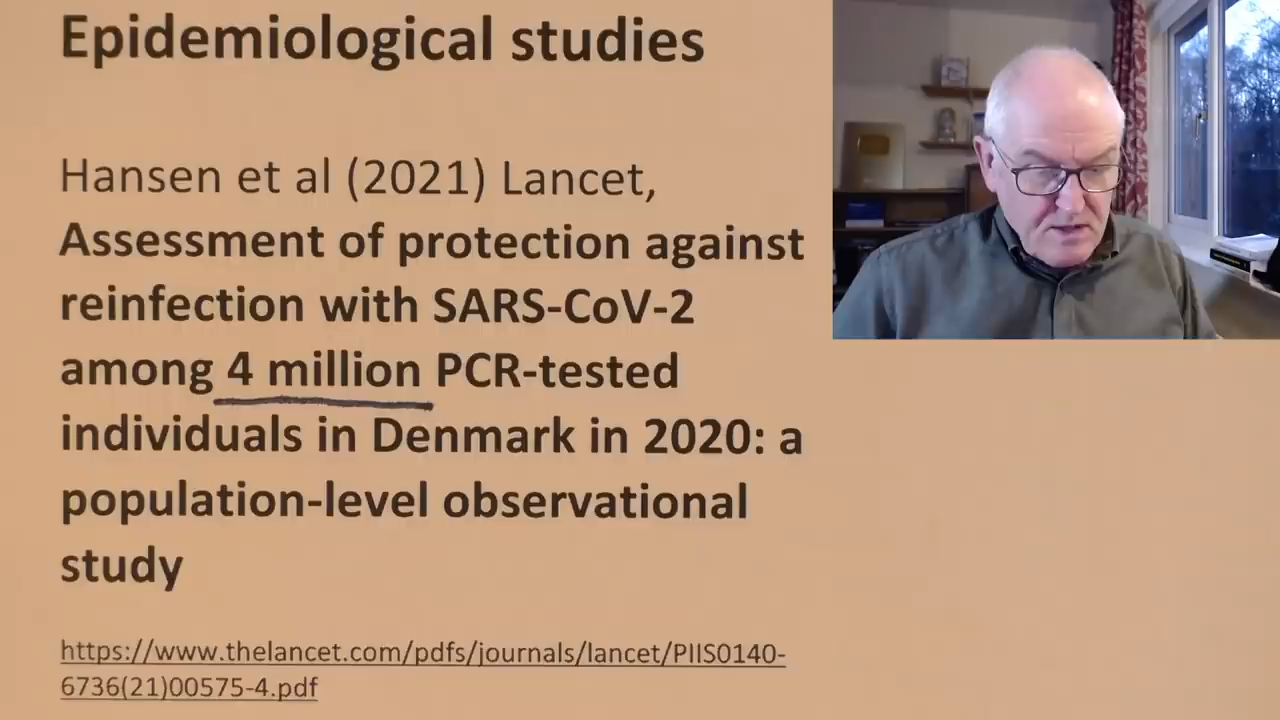 Epidemiological studies
Hansen et al (2021) Lancet,
Assessment of protection against
reinfection with SARS-CoV-2
among 4 million PCR-tested
individuals in Denmark in 2020: a
population-level observational
study
https://www.thelancet.com/pdfs/journals/lancet/PIIS0140-
6736(21)00575-4.pdf